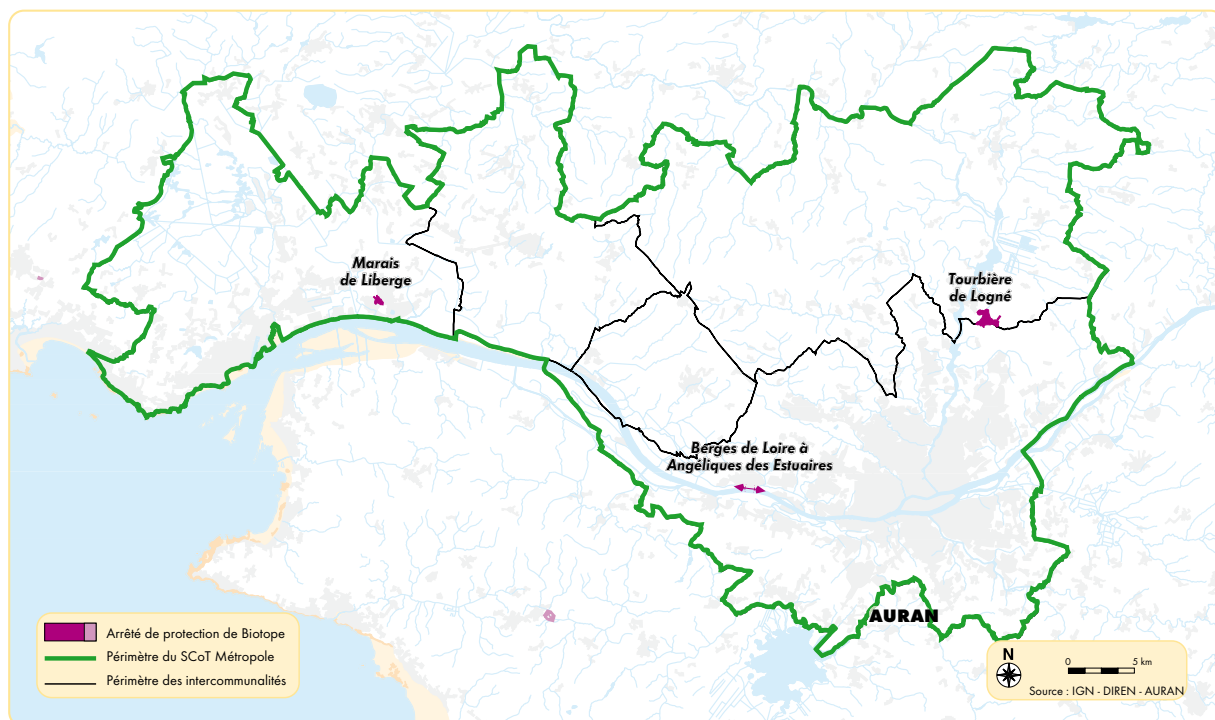 Marais
de Liberge
Tourbière
de Logné
Berges de Loire à
Angéliques des Estuaires
AURAN
Arrêté de protection de Biotope
Périmètre du SCoT Métropole
Périmètre des intercommunalités
N
0 5 km
Source : IGN - DIREN - AURAN